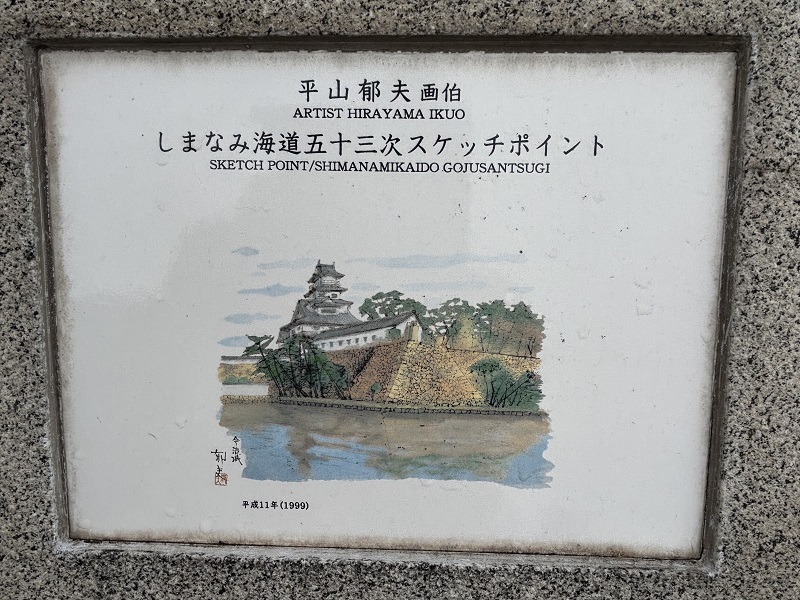 平山郁夫画伯
ARTIST HIRAYAMA IKUO
しまなみ海道五十三次スケッチポイント
SKETCH POINT/SHIMANAMIKAIDO GOJUSANTSUGI
今治城
郁夫
平成11年(1999)